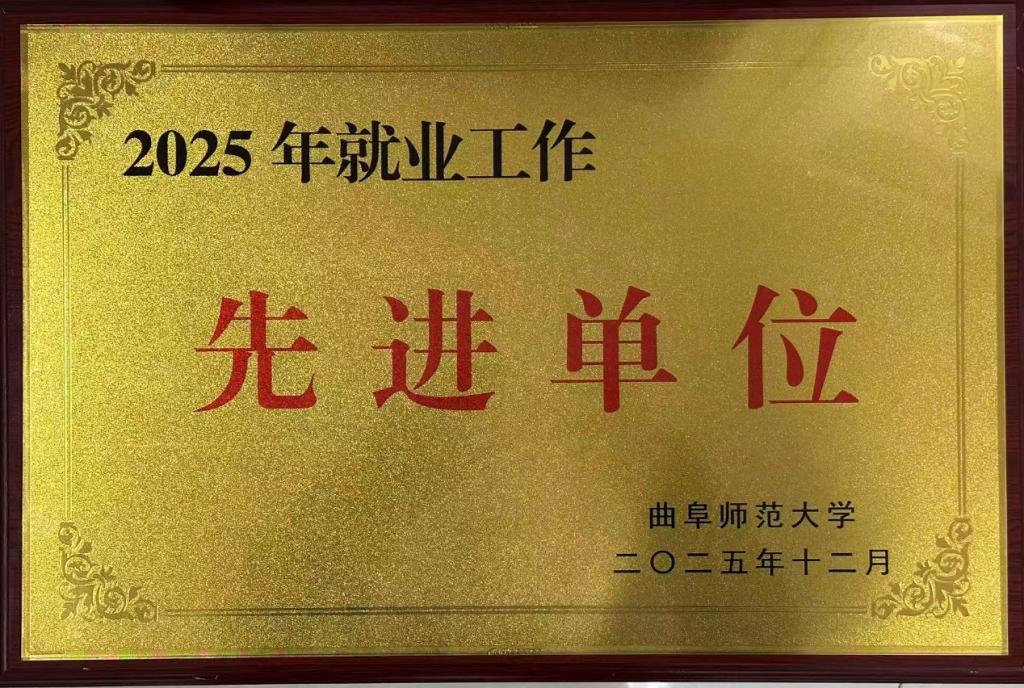 2025 年就业工作
先进单位
曲阜师范大学
二〇二五年十二月